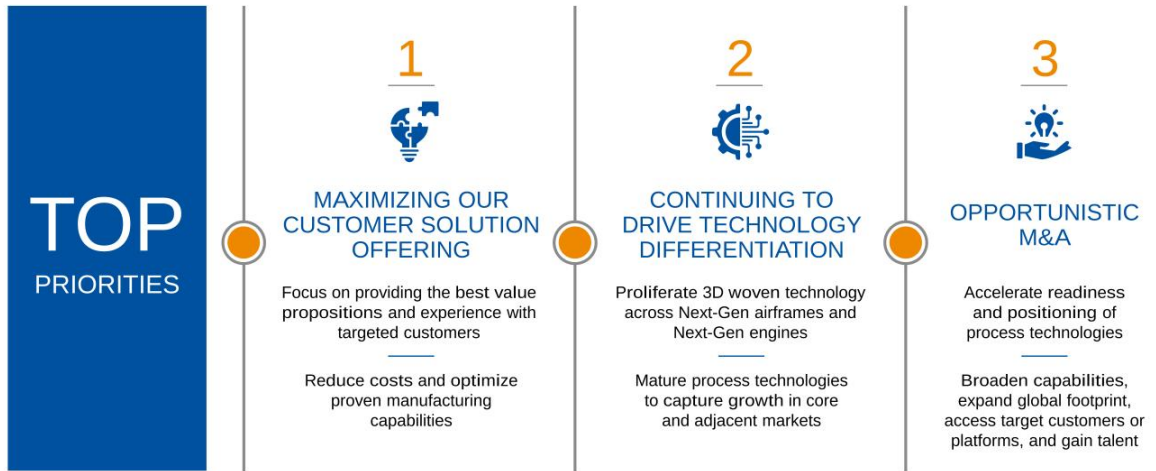 TOP
PRIORITIES
1
MAXIMIZING OUR
CUSTOMER SOLUTION
OFFERING
Focus on providing the best value
propositions and experience with
targeted customers
Reduce costs and optimize
proven manufacturing
capabilities
2
CONTINUING TO
DRIVE TECHNOLOGY
DIFFERENTIATION
Proliferate 3D woven technology
across Next-Gen airframes and
Next-Gen engines
Mature process technologies
to capture growth in core
and adjacent markets
3
OPPORTUNISTIC
M&A
Accelerate readiness
and positioning of
process technologies
Broaden capabilities,
expand global footprint,
access target customers or
platforms, and gain talent